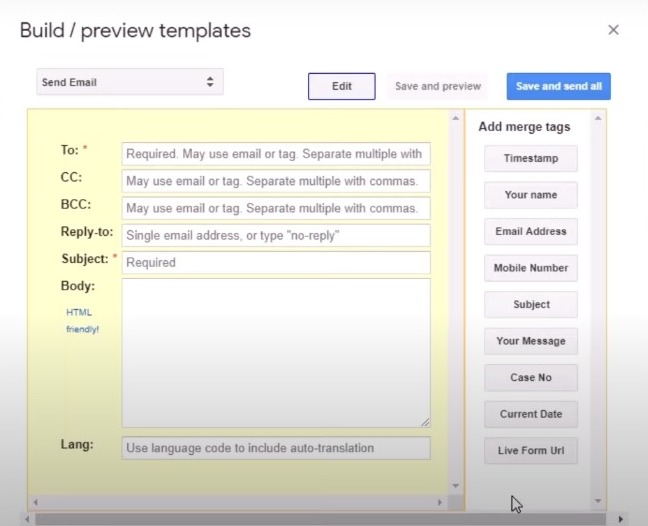 Build / preview templates
×
Send Email
Edit
Save and preview
Save and send all
Add merge tags
To: *
Required. May use email or tag. Separate multiple with
CC:
May use email or tag. Separate multiple with commas.
BCC:
May use email or tag. Separate multiple with commas.
Reply-to:
Single email address, or type "no-reply"
Subject: *
Required
Body:
HTML
friendly!
Lang:
Use language code to include auto-translation
Timestamp
Your name
Email Address
Mobile Number
Subject
Your Message
Case No
Current Date
Live Form Url